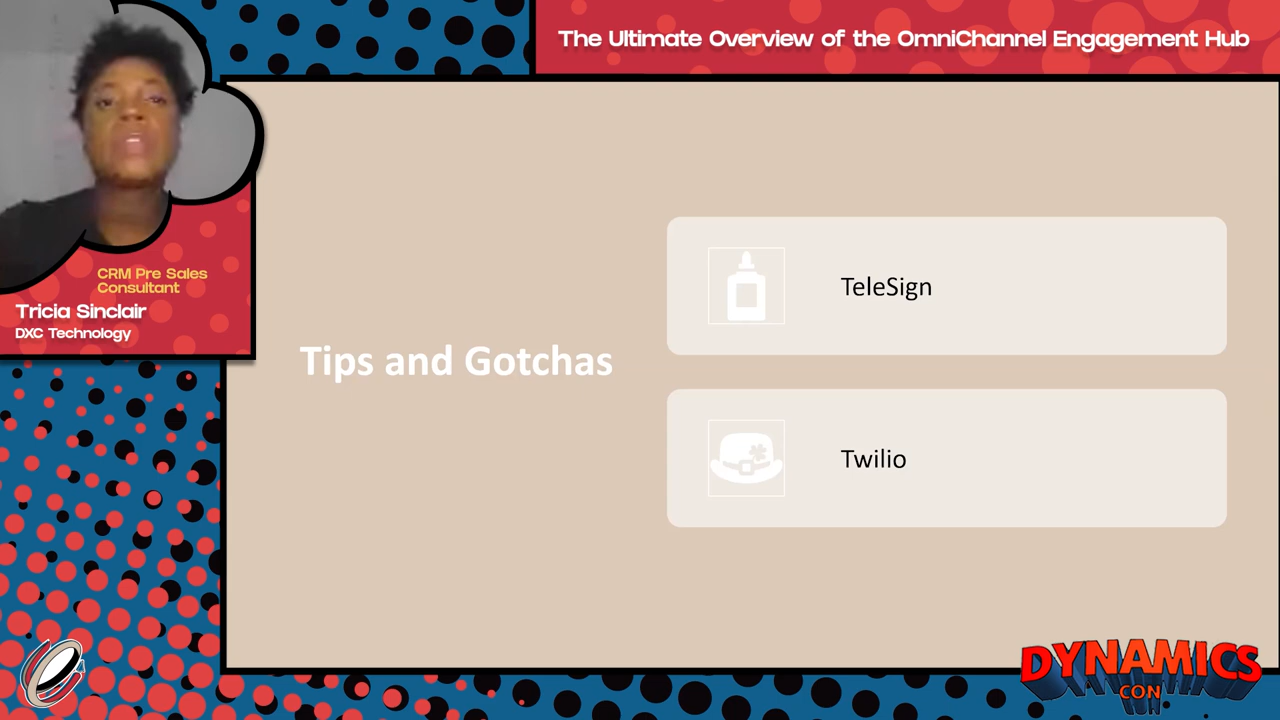 The Ultimate Overview of the OmniChannel Engagement Hub
CRM Pre Sales
Consultant
Tricia Sinclair
DXC Technology
Tips and Gotchas
TeleSign
Twilio
DYNAMICS
CON